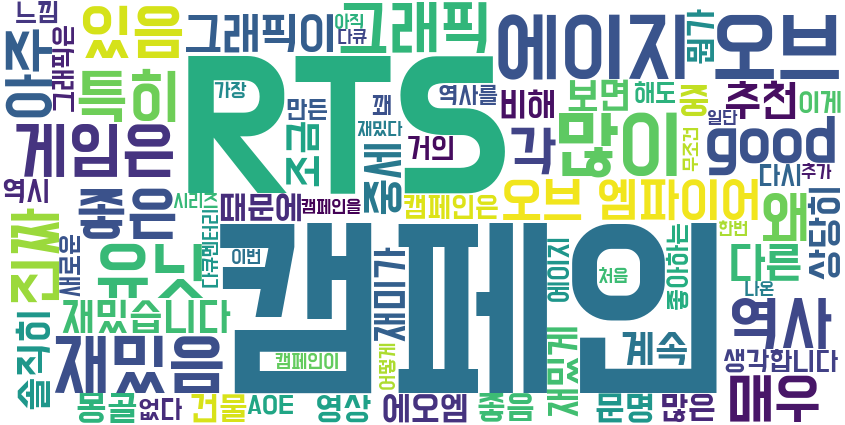 느낌
있음
그래픽이
아직
다큐
그래픽
에이지
뭔가
오브
아주
그래픽은
특히
RTS
가장
만든
꽤
역사를
비해
보면
해도
중
추천
이게
게임은
조금
재밌다
거의
각
많이
무조건
일단
good
역시
좋은
시리즈
때문에
캠페인을
중세
캠페인은
오브 엠파이어
왜
다시
추가
진짜
새로운
유닛
다큐멘터리
이번
캠페인
재미가
에이지
처음
좋아하는
한번
다른
상당히
나온
솔직히
재밌습니다
재밌음
캠페인이
어떻게
재밌게
계속
역사
생각합니다
몽골
없다
건물
AOE
영상
에오엠
좋음
문명
많은
매우